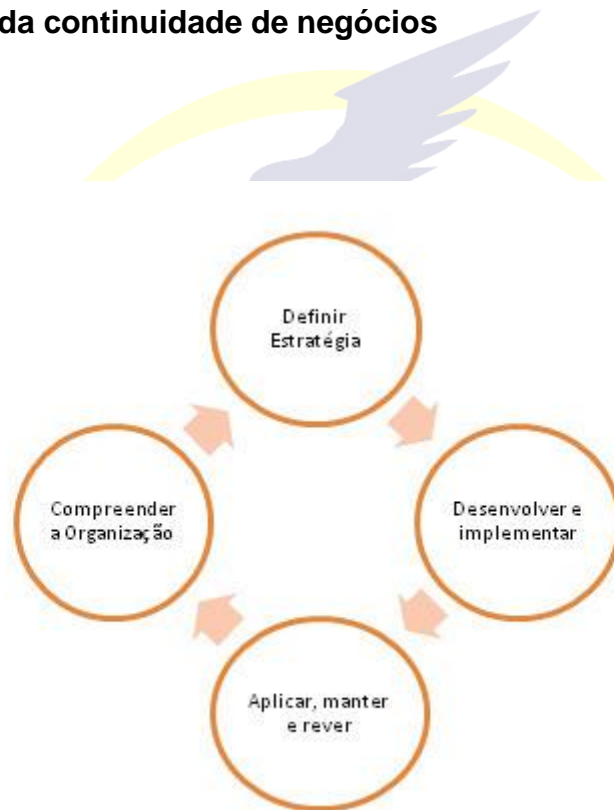 da continuidade de negócios
Definir
Estratégia
Compreender
a Organização
Desenvolver e
implementar
Aplicar, manter
e rever